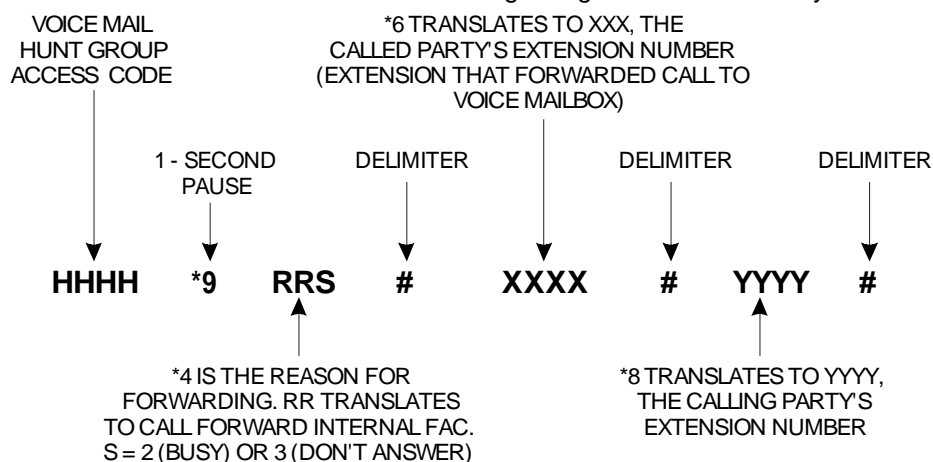 VOICE MAIL
HUNT GROUP
ACCESS CODE
*6 TRANSLATES TO XXX, THE
CALLED PARTY'S EXTENSION NUMBER
(EXTENSION THAT FORWARDED CALL TO
VOICE MAILBOX)
1 - SECOND
PAUSE
DELIMITER
DELIMITER
DELIMITER
HHHH *9 RRS # XXXX # YYYY #
*4 IS THE REASON FOR
FORWARDING. RR TRANSLATES
TO CALL FORWARD INTERNAL FAC.
S = 2 (BUSY) OR 3 (DON'T ANSWER)
*8 TRANSLATES TO YYYY,
THE CALLING PARTY'S
EXTENSION NUMBER